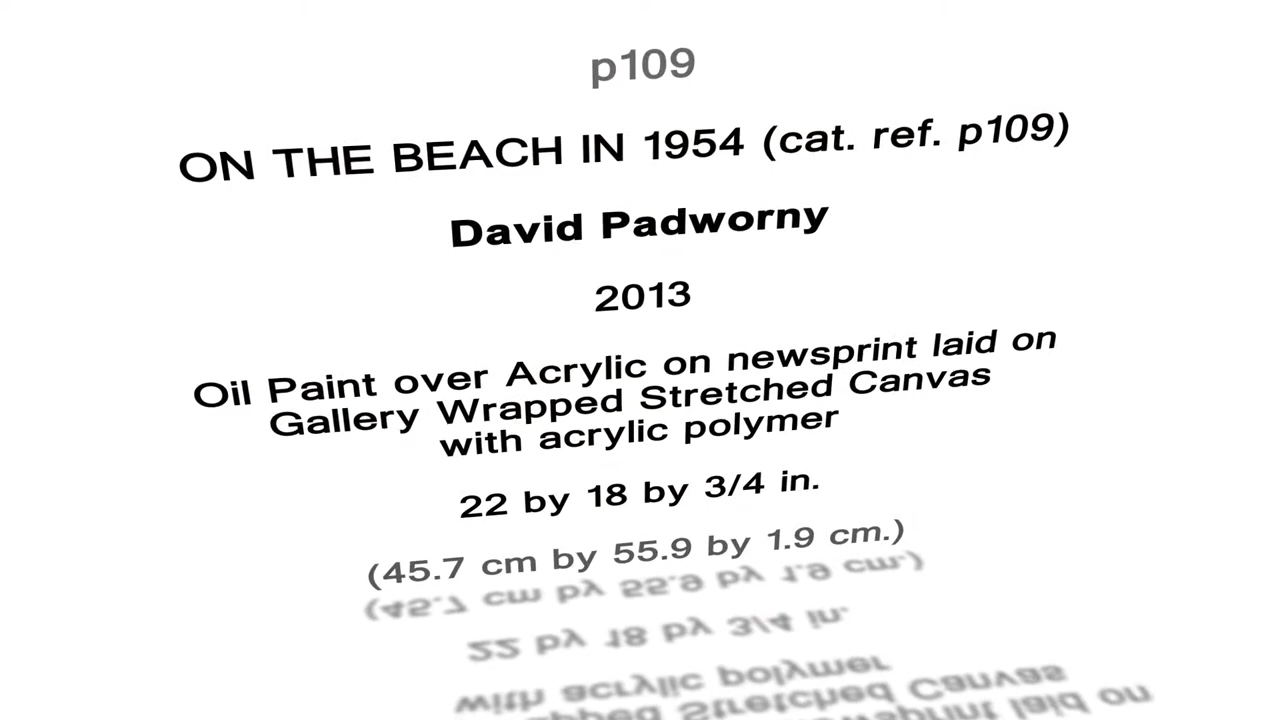 p109
ON THE BEACH IN 1954 (cat. ref. p109)
David Padworny
2013
Oil Paint over Acrylic on newsprint laid on
Gallery Wrapped Stretched Canvas
with acrylic polymer
22 by 18 by 3/4 in.
(45.7 cm by 55.9 by 1.9 cm.)